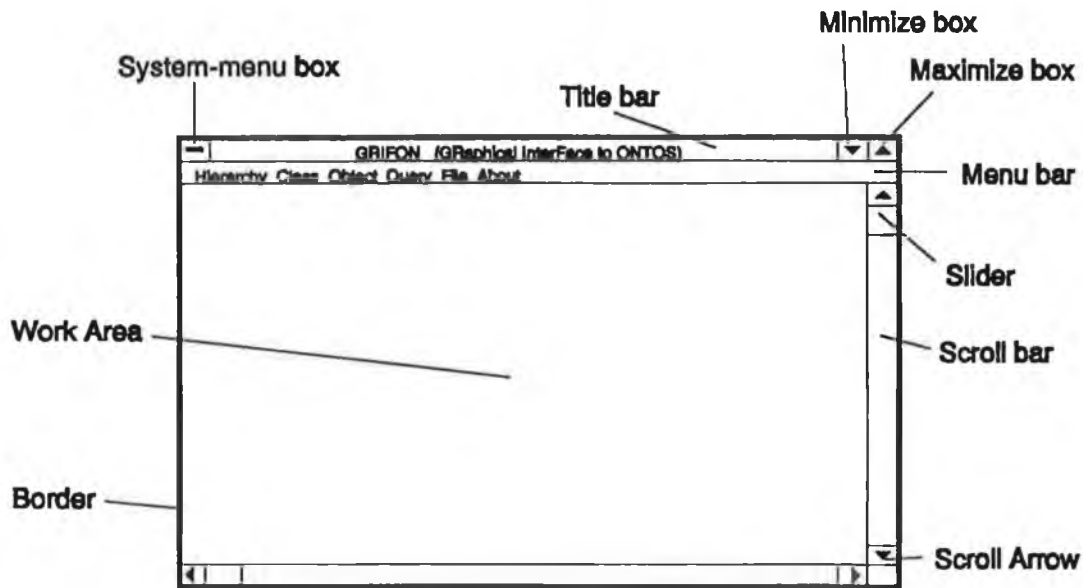 Minimize box
System-menu box
Maximize box
Title bar
GRIFON (GRaphical InterFace to ONTOS)
Hierarchy Class Object Query File About
Menu bar
Slider
Work Area
Scroll bar
Border
Scroll Arrow